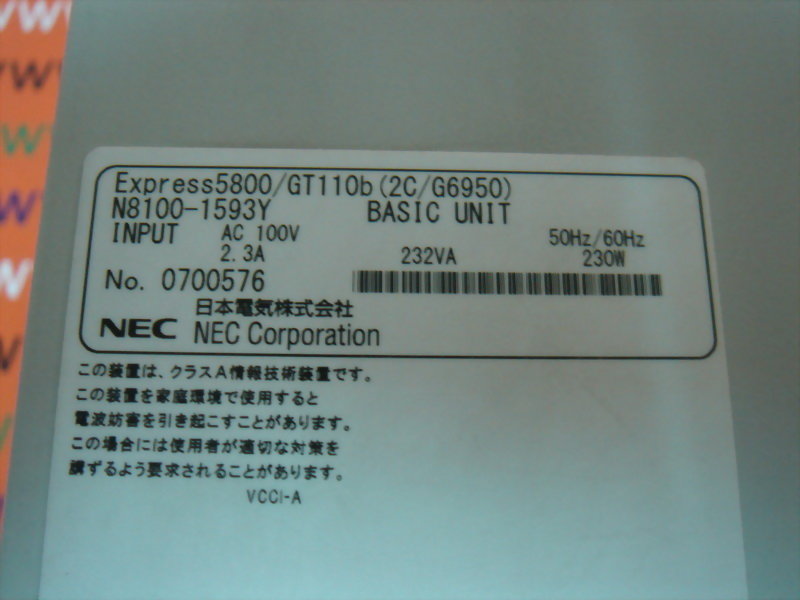 Express5800/GT110b(2C/G6950)
N8100-1593Y BASIC UNIT
INPUT AC 100V 50Hz/60Hz
2.3A 232VA 230W
No. 0700576
日本電気株式会社
NEC NEC Corporation
この装置は、クラスA情報技術装置です。
この装置を家庭環境で使用すると
電波妨害を引き起こすことがあります。
この場合には使用者が適切な対策を
講ずるよう要求されることがあります。
VCCI-A